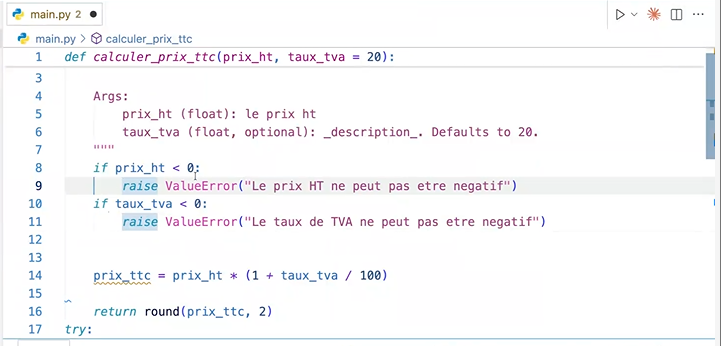 main.py 2
main.py > calculer_prix_ttc
1 def calculer_prix_ttc(prix_ht, taux_tva = 20):
3
4 Args:
5 prix_ht (float): le prix ht
6 taux_tva (float, optional): _description_. Defaults to 20.
7 """
8 if prix_ht < 0:
9 raise ValueError("Le prix HT ne peut pas etre negatif")
10 if taux_tva < 0:
11 raise ValueError("Le taux de TVA ne peut pas etre negatif")
12
13
14 prix_ttc = prix_ht * (1 + taux_tva / 100)
15
16 return round(prix_ttc, 2)
17 try: